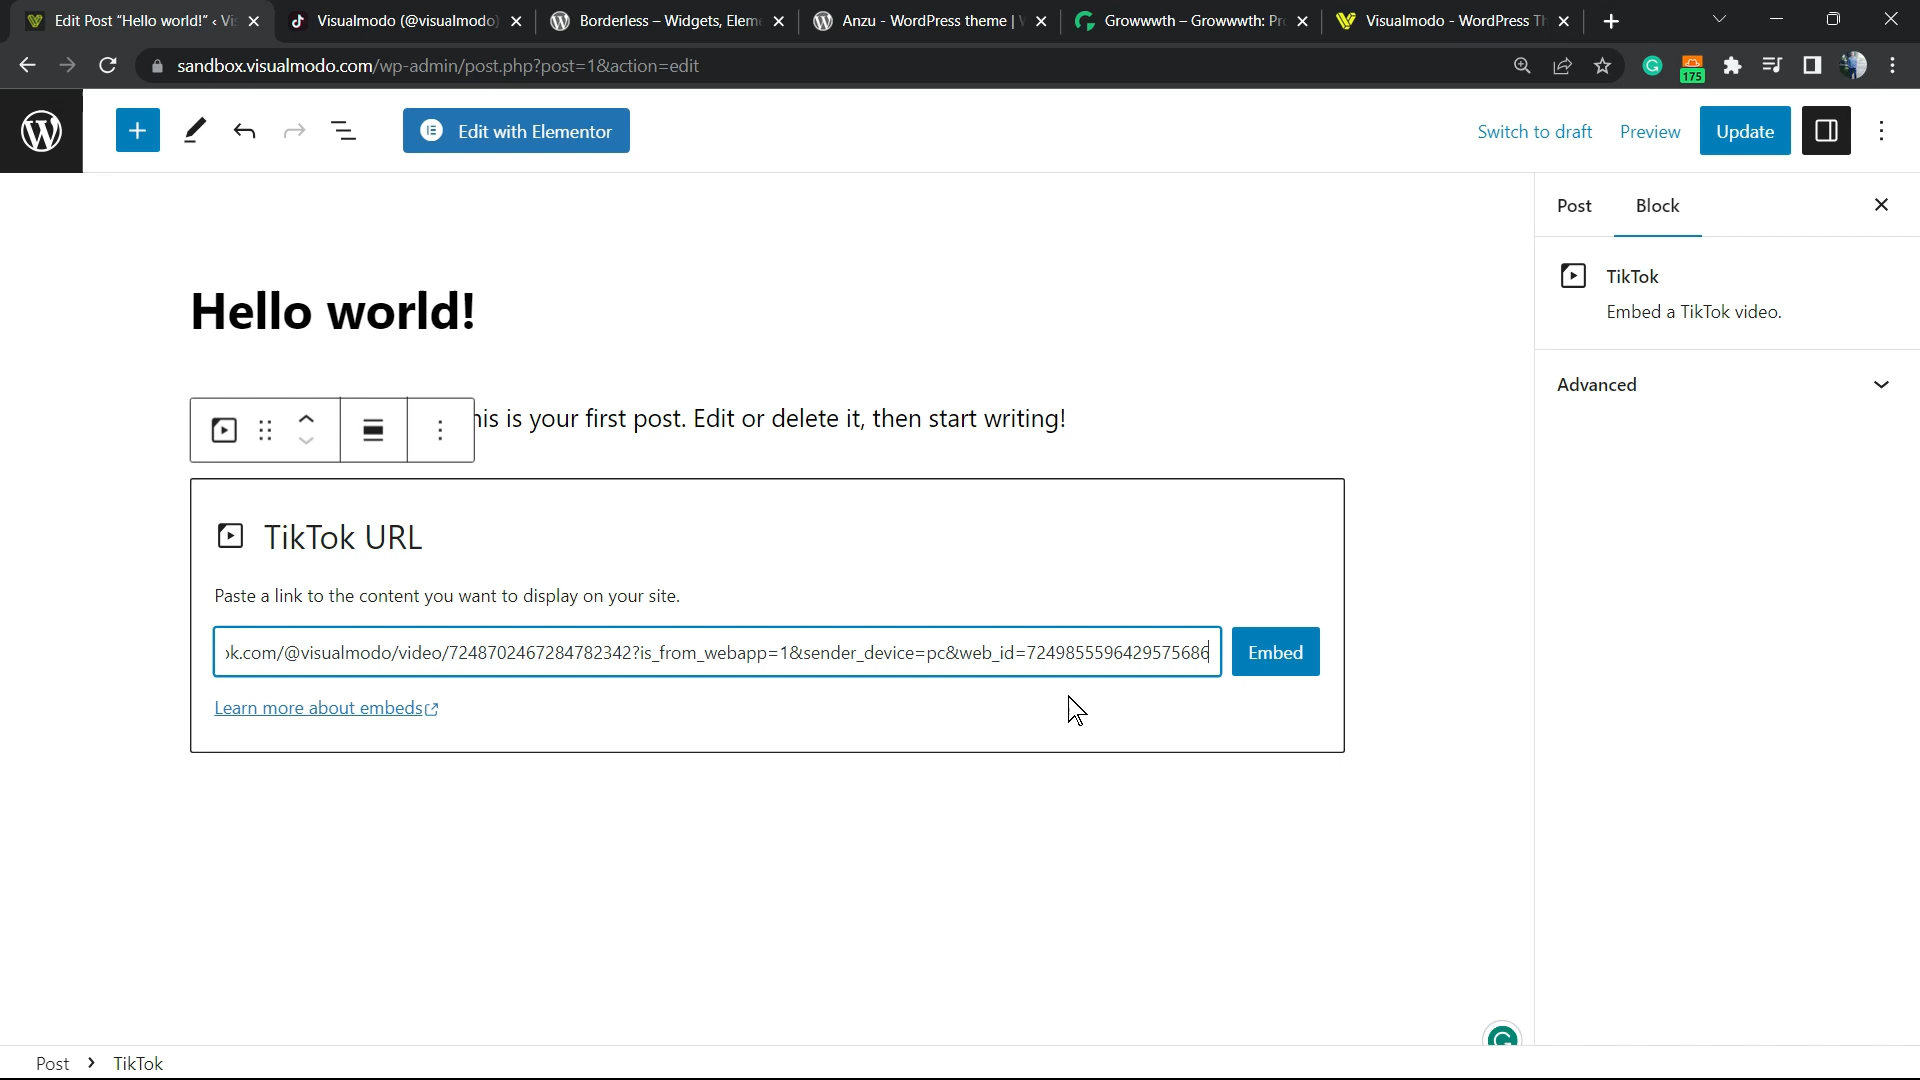 Edit Post “Hello world!” ‹ Vi
Visualmodo (@visualmodo)
Borderless – Widgets, Elem
Anzu - WordPress theme |
Growwwth – Growwwth: Pr
Visualmodo - WordPress Th
sandbox.visualmodo.com/wp-admin/post.php?post=1&action=edit
175
Edit with Elementor
Switch to draft
Preview
Update
Post
Block
TikTok
Embed a TikTok video.
Advanced
Hello world!
his is your first post. Edit or delete it, then start writing!
TikTok URL
Paste a link to the content you want to display on your site.
ok.com/@visualmodo/video/7248702467284782342?is_from_webapp=1&sender_device=pc&web_id=7249855596429575686
Embed
Learn more about embeds
Post > TikTok